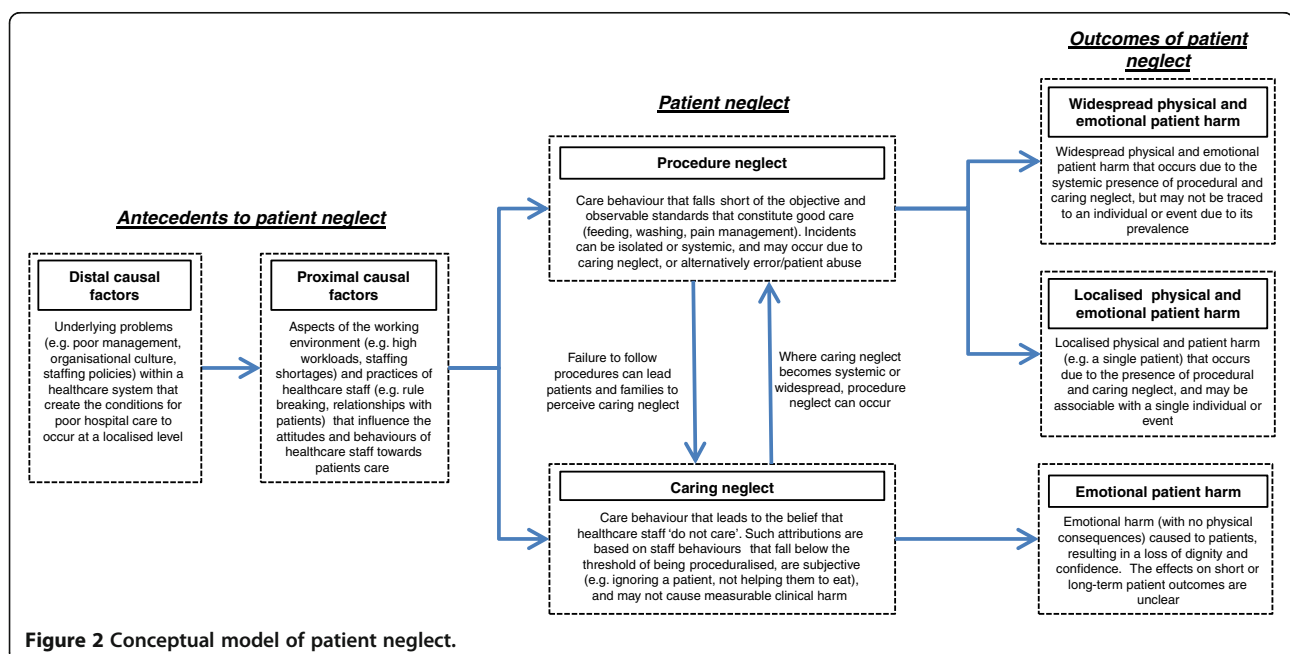 Antecedents to patient neglect
Distal causal
factors
Underlying problems
(e.g. poor management,
organisational culture,
staffing policies) within a
healthcare system that
create the conditions for
poor hospital care to
occur at a localised level
Proximal causal
factors
Aspects of the working
environment (e.g. high
workloads, staffing
shortages) and practices of
healthcare staff (e.g. rule
breaking, relationships with
patients) that influence the
attitudes and behaviours of
healthcare staff towards
patients care
Patient neglect
Procedure neglect
Care behaviour that falls short of the objective and
observable standards that constitute good care
(feeding, washing, pain management). Incidents
can be isolated or systemic, and may occur due to
caring neglect, or alternatively error/patient abuse
Failure to follow
procedures can lead
patients and families to
perceive caring neglect
Where caring neglect
becomes systemic or
widespread, procedure
neglect can occur
Caring neglect
Care behaviour that leads to the belief that
healthcare staff 'do not care'. Such attributions are
based on staff behaviours that fall below the
threshold of being proceduralised, are subjective
(e.g. ignoring a patient, not helping them to eat),
and may not cause measurable clinical harm
Outcomes of patient
neglect
Widespread physical and
emotional patient harm
Widespread physical and emotional
patient harm that occurs due to the
systemic presence of procedural and
caring neglect, but may not be traced
to an individual or event due to its
prevalence
Localised physical and
emotional patient harm
Localised physical and patient harm
(e.g. a single patient) that occurs
due to the presence of procedural
and caring neglect, and may be
associable with a single individual or
event
Emotional patient harm
Emotional harm (with no physical
consequences) caused to patients,
resulting in a loss of dignity and
confidence. The effects on short or
long-term patient outcomes are
unclear
Figure 2 Conceptual model of patient neglect.